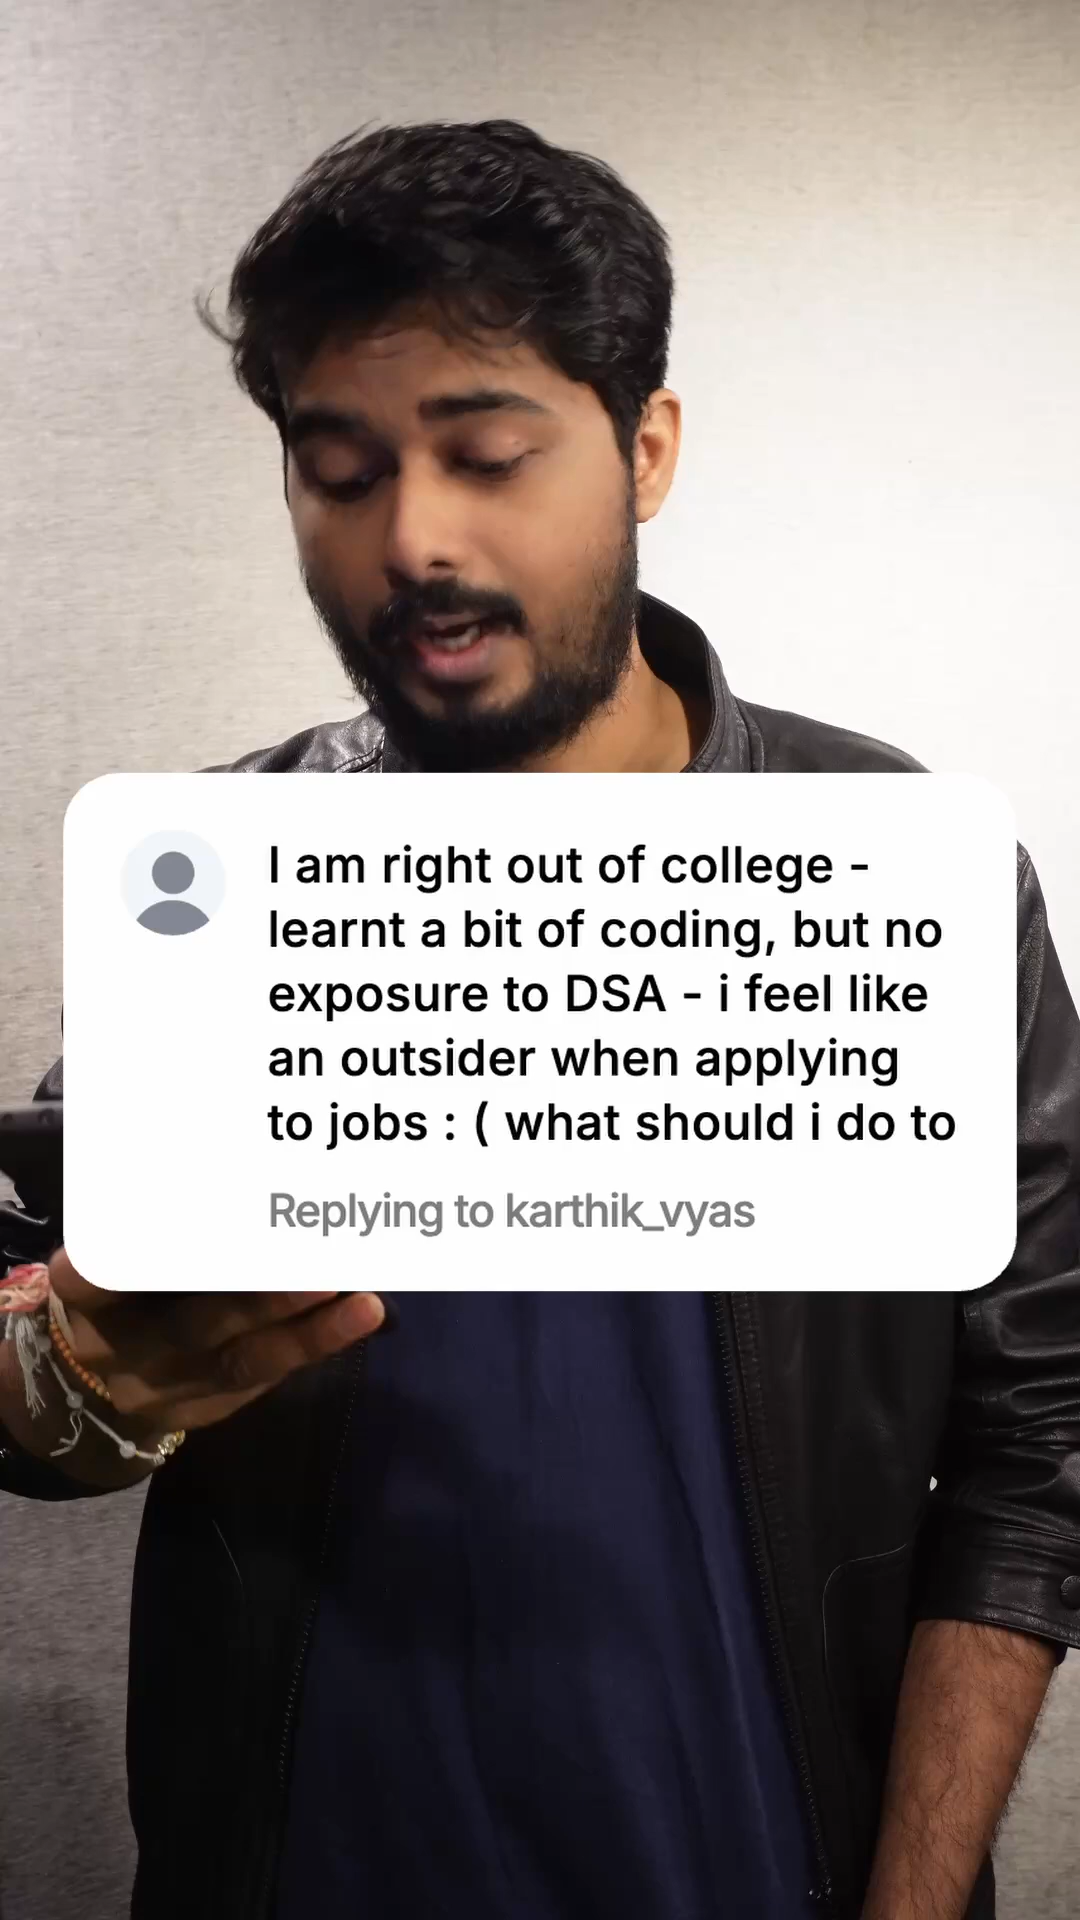 I am right out of college -
learnt a bit of coding, but no
exposure to DSA - i feel like
an outsider when applying
to jobs : ( what should i do to
Replying to karthik_vyas